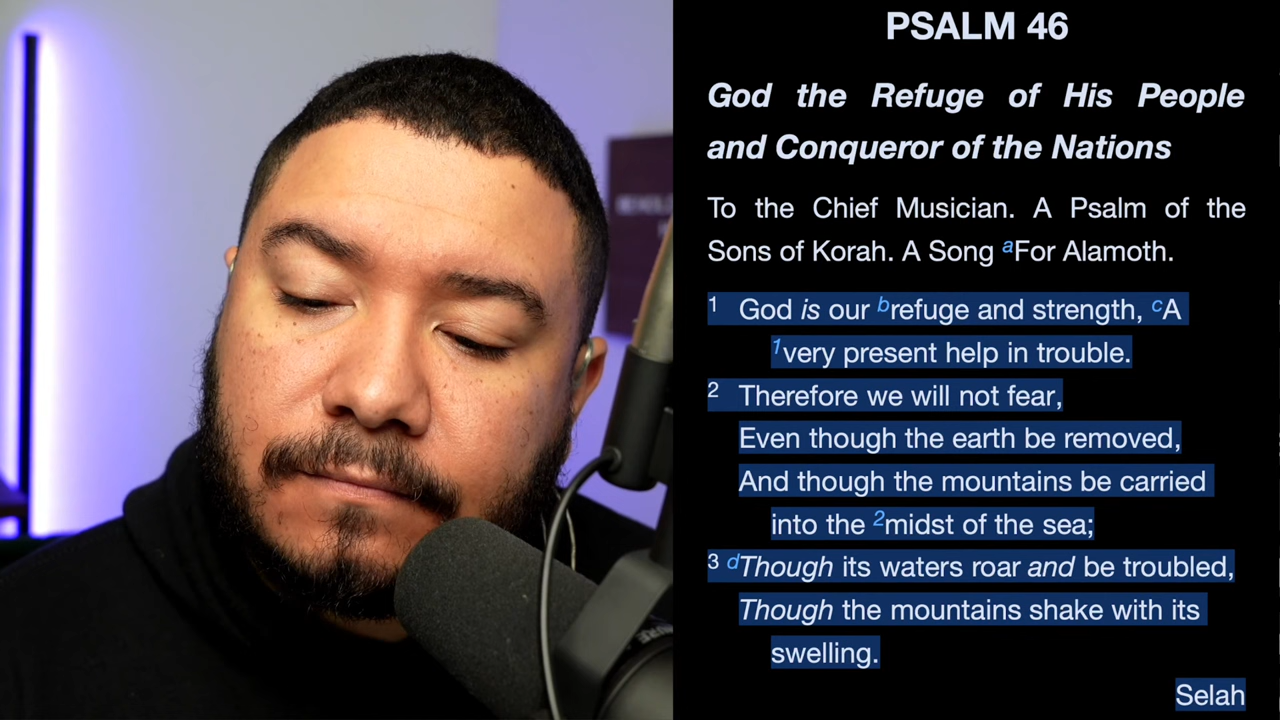 PSALM 46
God the Refuge of His People
and Conqueror of the Nations
To the Chief Musician. A Psalm of the
Sons of Korah. A Song aFor Alamoth.
1 God is our brefuge and strength, cA
1very present help in trouble.
2 Therefore we will not fear,
Even though the earth be removed,
And though the mountains be carried
into the 2midst of the sea;
3 dThough its waters roar and be troubled,
Though the mountains shake with its
swelling.
Selah